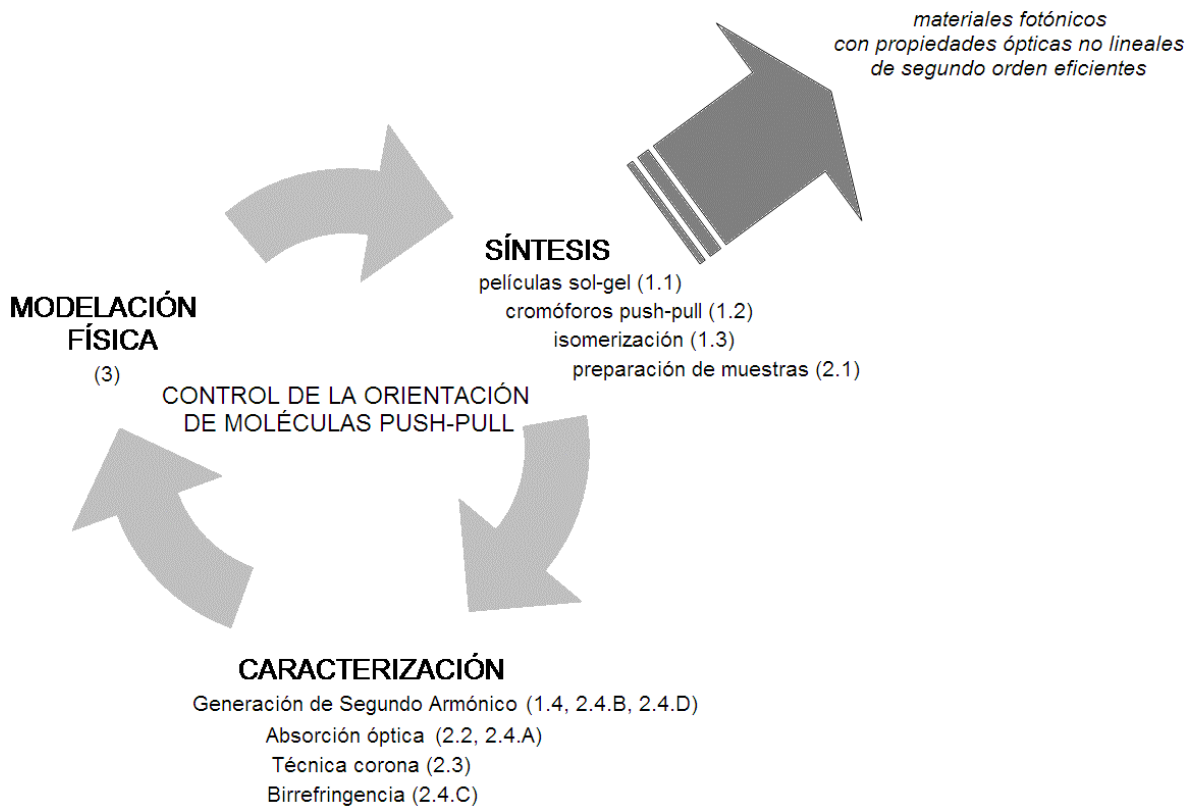 materiales fotónicos
con propiedades ópticas no lineales
de segundo orden eficientes
SÍNTESIS
películas sol-gel (1.1)
cromóforos push-pull (1.2)
isomerización (1.3)
preparación de muestras (2.1)
MODELACIÓN
FÍSICA
(3)
CONTROL DE LA ORIENTACIÓN
DE MOLÉCULAS PUSH-PULL
CARACTERIZACIÓN
Generación de Segundo Armónico (1.4, 2.4.B, 2.4.D)
Absorción óptica (2.2, 2.4.A)
Técnica corona (2.3)
Birrefringencia (2.4.C)